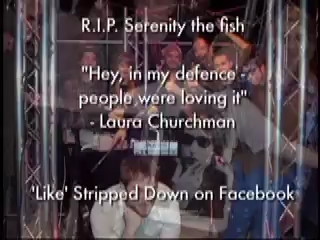 R.I.P. Serenity the fish
"Hey, in my defence -
people were loving it"
- Laura Churchman
'Like' Stripped Down on Facebook